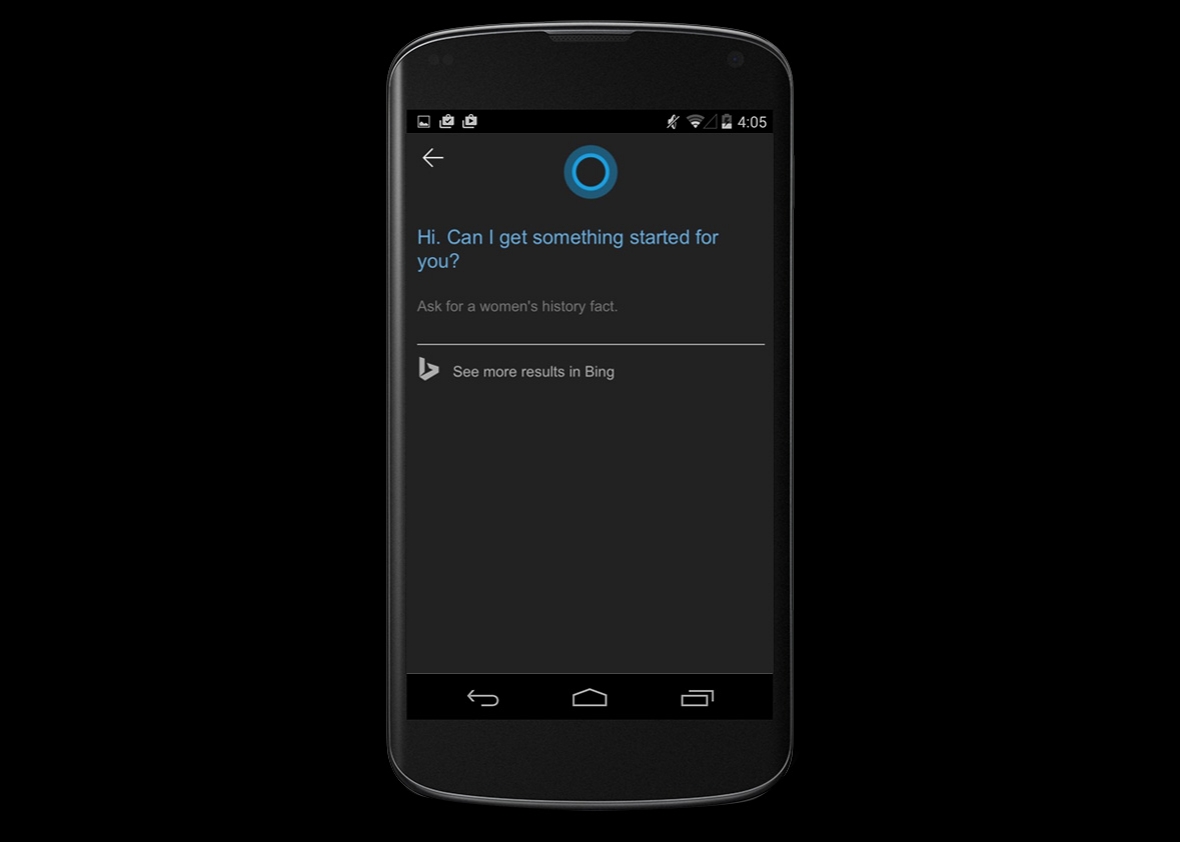 4:05
Hi. Can I get something started for
you?
Ask for a women's history fact.
See more results in Bing